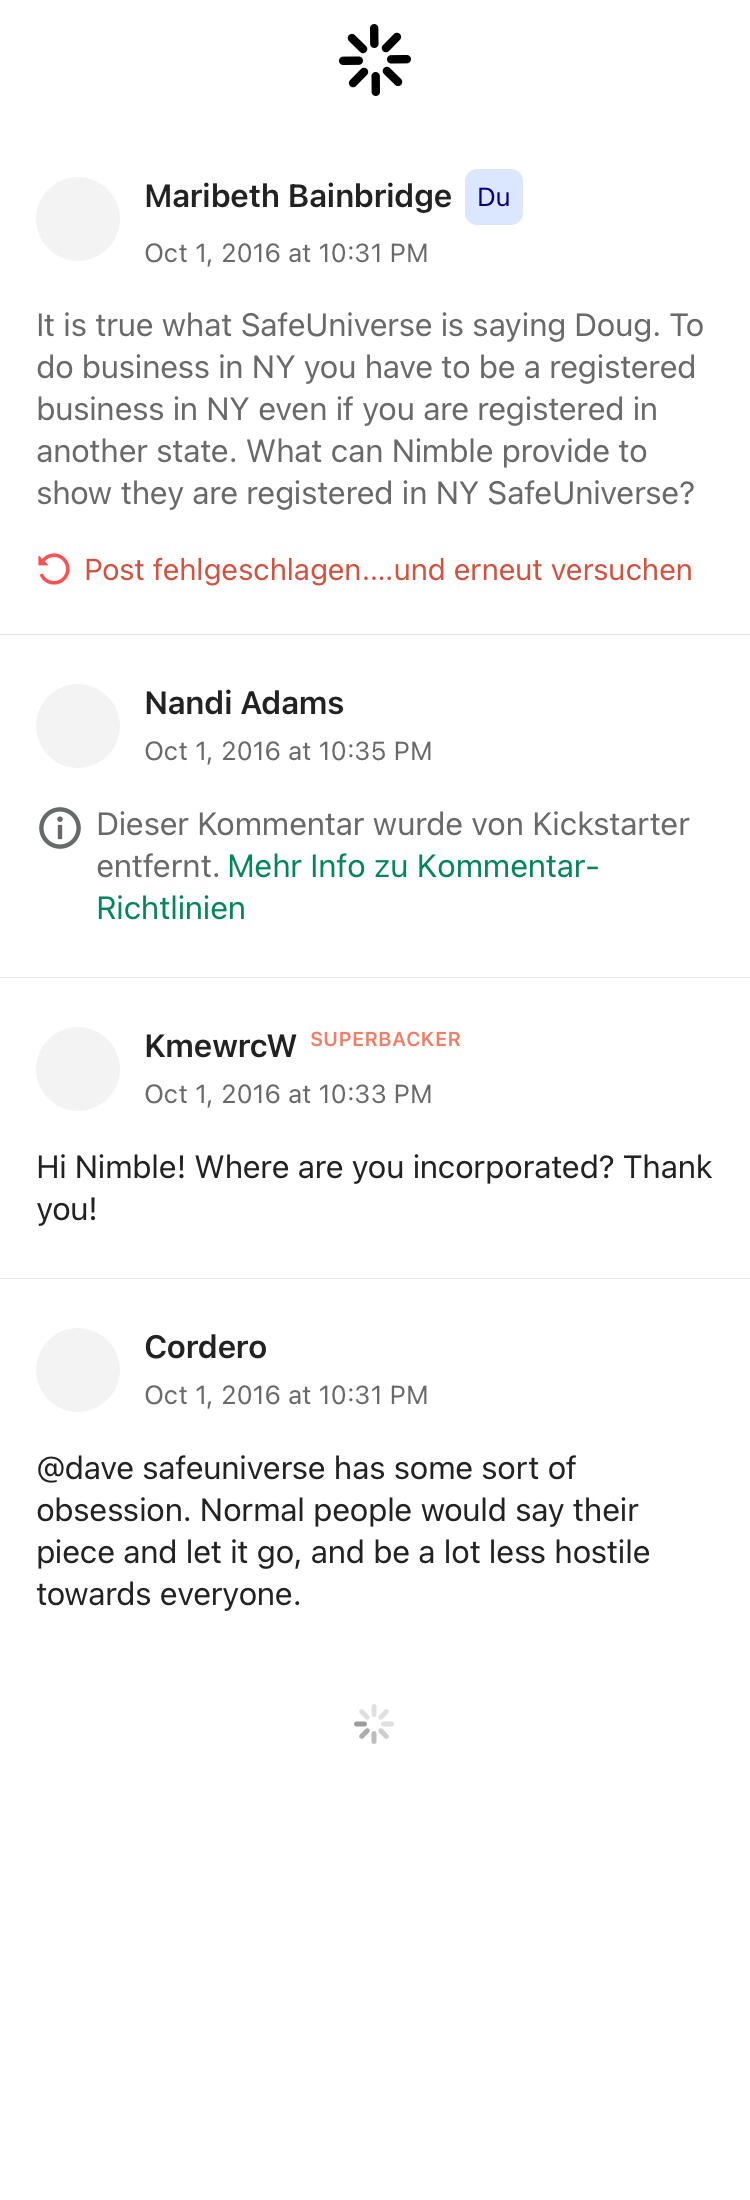 Maribeth Bainbridge Du
Oct 1, 2016 at 10:31 PM
It is true what SafeUniverse is saying Doug. To
do business in NY you have to be a registered
business in NY even if you are registered in
another state. What can Nimble provide to
show they are registered in NY SafeUniverse?
Post fehlgeschlagen....und erneut versuchen
Nandi Adams
Oct 1, 2016 at 10:35 PM
Dieser Kommentar wurde von Kickstarter
entfernt. Mehr Info zu Kommentar-
Richtlinien
KmewrcW SUPERBACKER
Oct 1, 2016 at 10:33 PM
Hi Nimble! Where are you incorporated? Thank
you!
Cordero
Oct 1, 2016 at 10:31 PM
@dave safeuniverse has some sort of
obsession. Normal people would say their
piece and let it go, and be a lot less hostile
towards everyone.